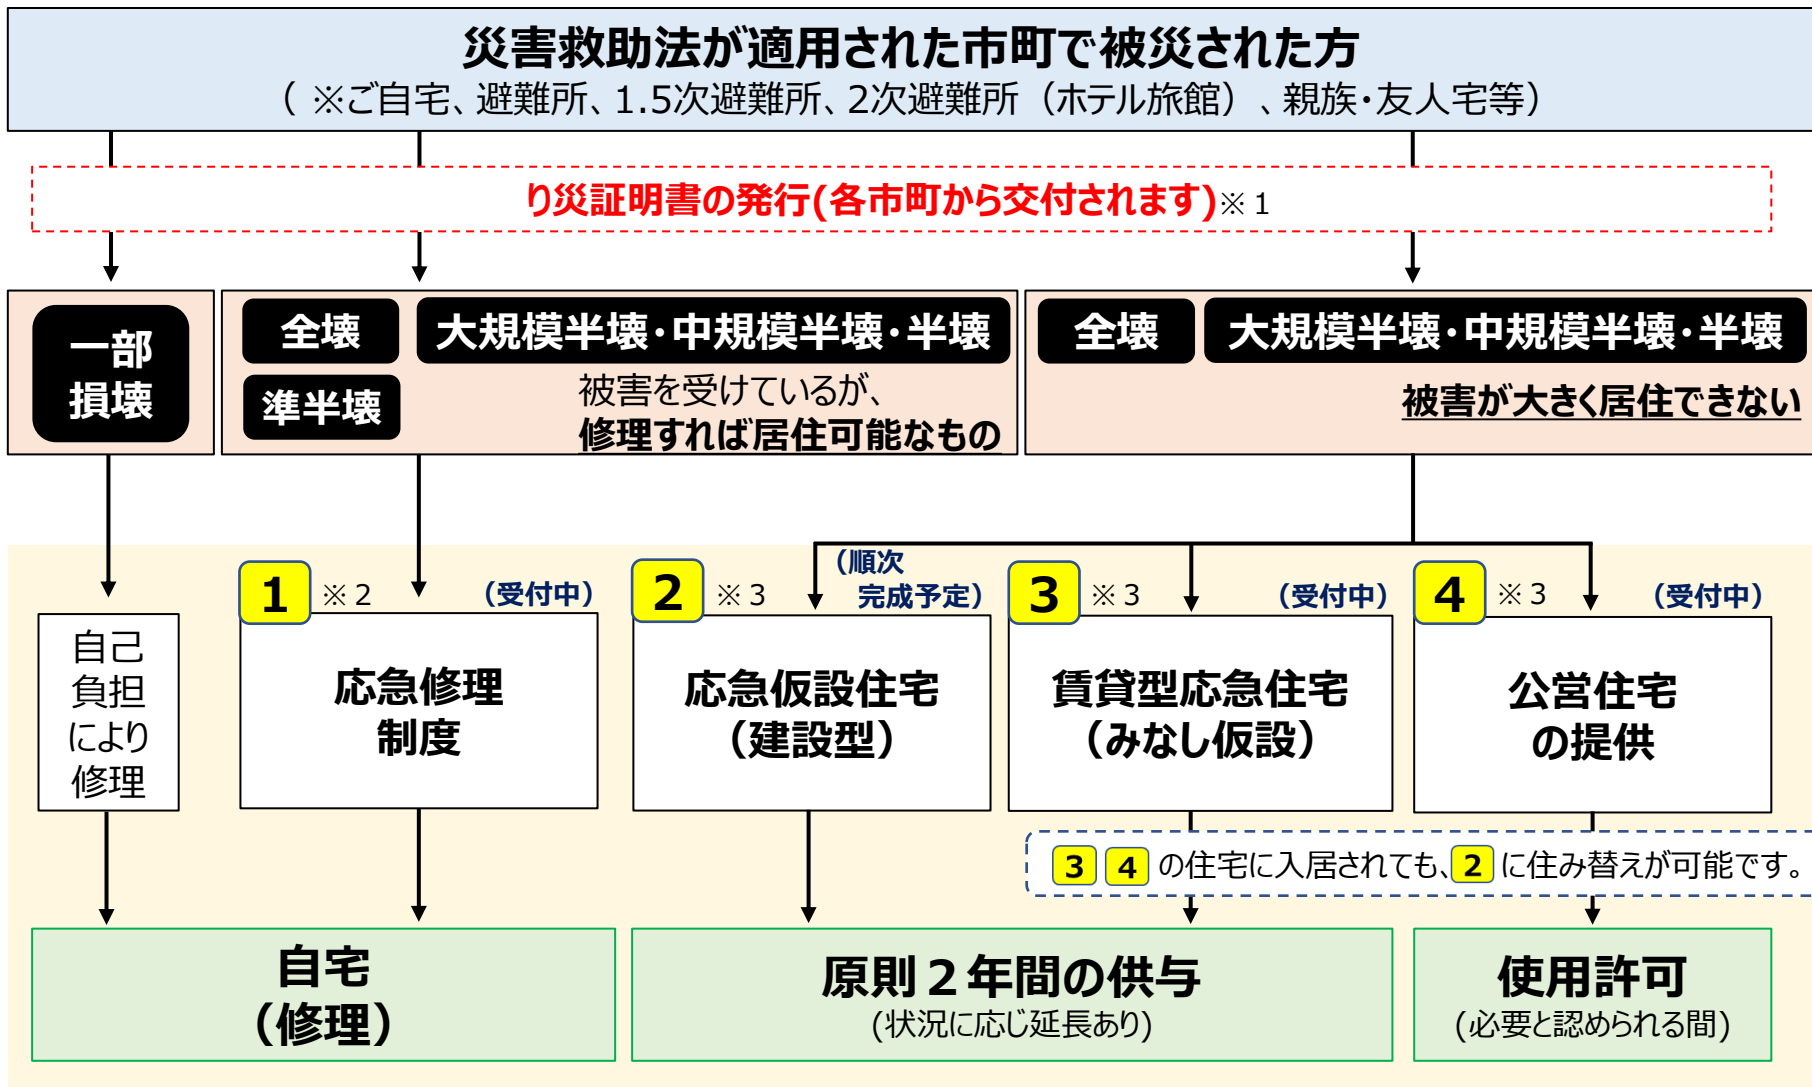 災害救助法が適用された市町で被災された方
（ ※ご自宅、避難所、1.5次避難所、2次避難所（ホテル旅館）、親族・友人宅等）
り災証明書の発行(各市町から交付されます)※１
一部
損壊
全壊
大規模半壊・中規模半壊・半壊
準半壊
被害を受けているが、
修理すれば居住可能なもの
全壊
大規模半壊・中規模半壊・半壊
被害が大きく居住できない
1 ※２ （受付中）
応急修理
制度
2 ※３ （順次
完成予定）
応急仮設住宅
（建設型）
3 ※３ （受付中）
賃貸型応急住宅
（みなし仮設）
4 ※３ （受付中）
公営住宅
の提供
自己
負担
により
修理
3 4 の住宅に入居されても、2 に住み替えが可能です。
自宅
（修理）
原則２年間の供与
(状況に応じ延長あり)
使用許可
(必要と認められる間)